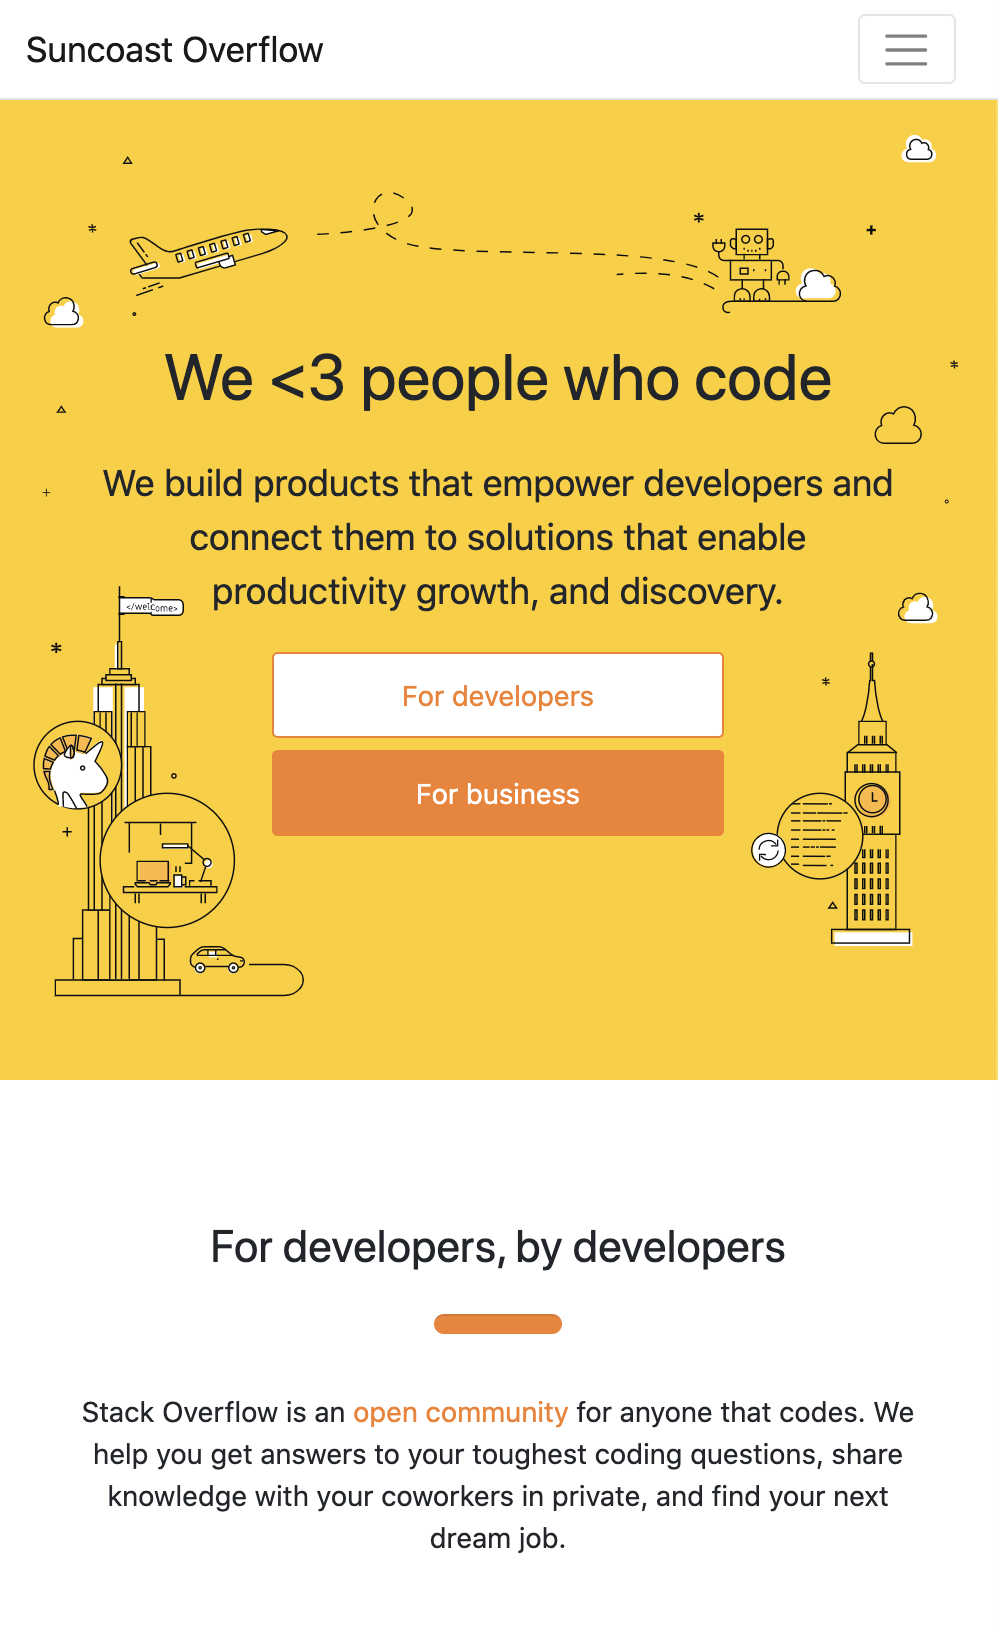 Suncoast Overflow
We <3 people who code
We build products that empower developers and
connect them to solutions that enable
productivity growth, and discovery.
</welcome>
For developers
For business
For developers, by developers
Stack Overflow is an open community for anyone that codes. We
help you get answers to your toughest coding questions, share
knowledge with your coworkers in private, and find your next
dream job.